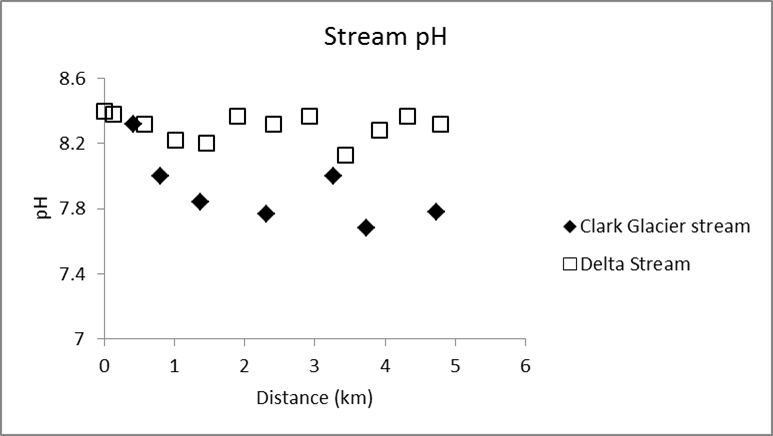 Stream pH
8.6
8.2
7.8
7.4
7
pH
0 1 2 3 4 5 6
Distance (km)
Clark Glacier stream
Delta Stream